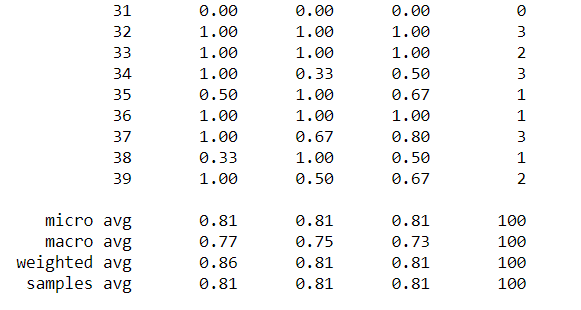 31 0.00 0.00 0.00 0
32 1.00 1.00 1.00 3
33 1.00 1.00 1.00 2
34 1.00 0.33 0.50 3
35 0.50 1.00 0.67 1
36 1.00 1.00 1.00 1
37 1.00 0.67 0.80 3
38 0.33 1.00 0.50 1
39 1.00 0.50 0.67 2
micro avg 0.81 0.81 0.81 100
macro avg 0.77 0.75 0.73 100
weighted avg 0.86 0.81 0.81 100
samples avg 0.81 0.81 0.81 100